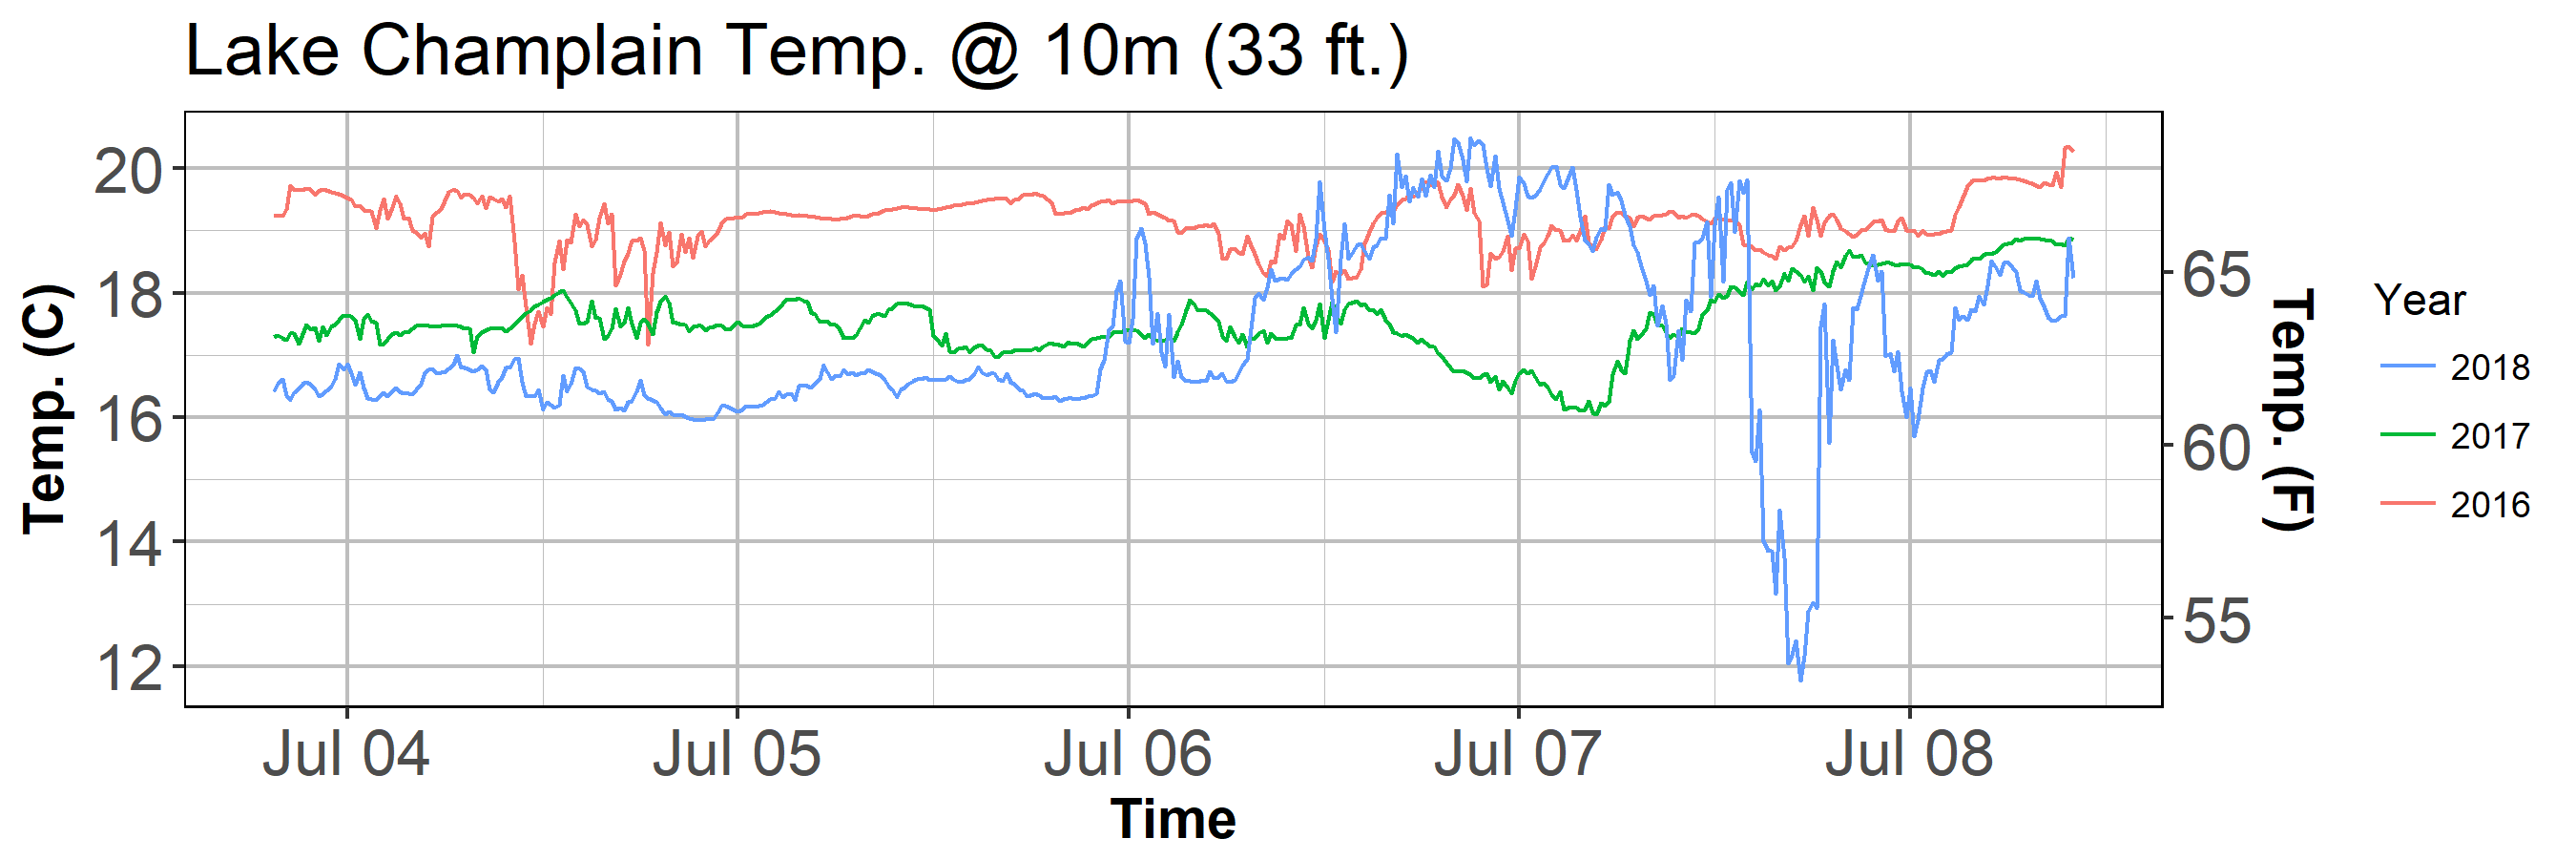 Lake Champlain Temp. @ 10m (33 ft.)
Temp. (C)
20
18
16
14
12
Jul 04 Jul 05 Jul 06 Jul 07 Jul 08
Time
65
60
55
Temp. (F)
Year
2018
2017
2016